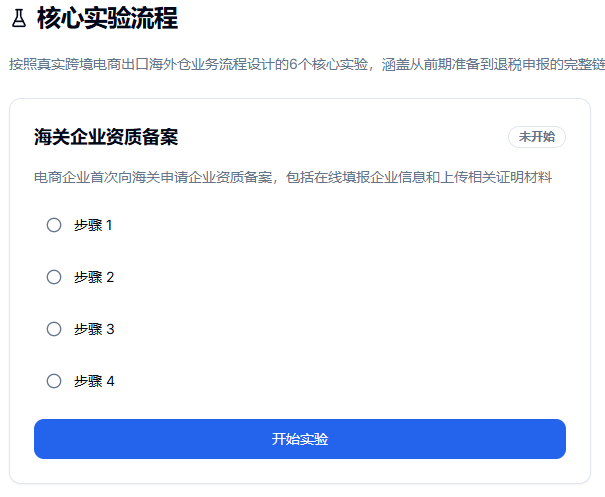 核心实验流程
按照真实跨境电商出口海外仓业务流程设计的6个核心实验，涵盖从前期准备到退税申报的完整链
海关企业资质备案
未开始
电商企业首次向海关申请企业资质备案，包括在线填报企业信息和上传相关证明材料
步骤 1
步骤 2
步骤 3
步骤 4
开始实验